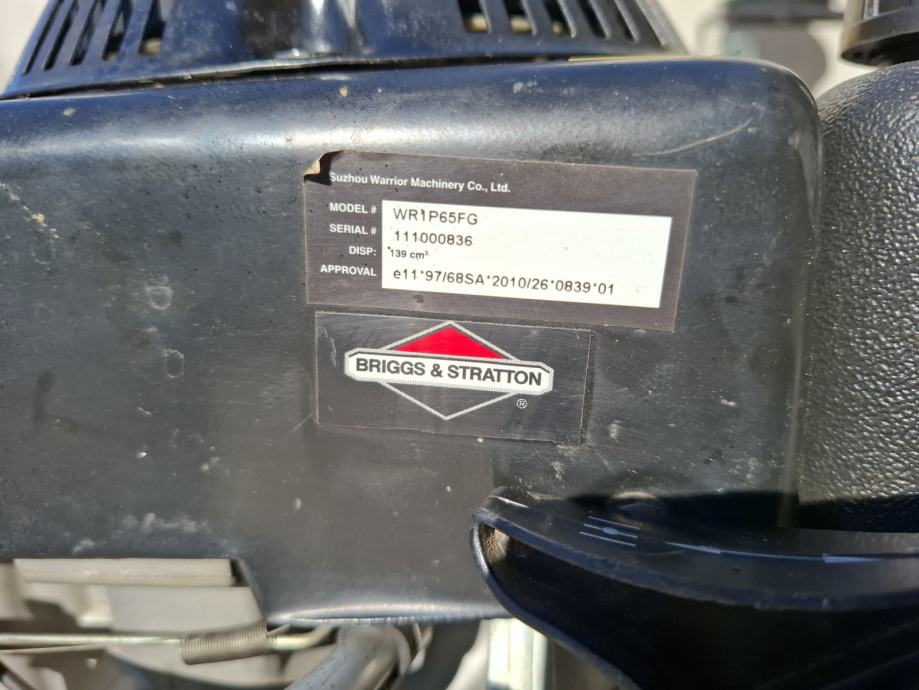 Suzhou Warrior Machinery Co., Ltd.
MODEL # WR1P65FG
SERIAL # 111000836
DISP: 139 cm³
APPROVAL e11*97/68SA*2010/26*0839*01
BRIGGS & STRATTON
®